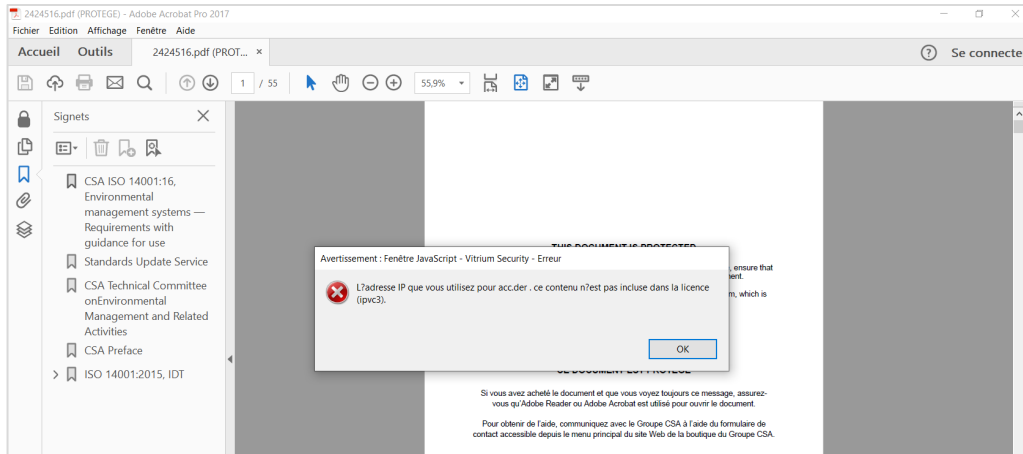 2424516.pdf (PROTEGE) - Adobe Acrobat Pro 2017
Fichier Edition Affichage Fenêtre Aide
Accueil Outils 2424516.pdf (PROT... × ? Se connecte
1 / 55 55,9%
Signets
CSA ISO 14001:16,
Environmental
management systems —
Requirements with
guidance for use
Standards Update Service
CSA Technical Committee
onEnvironmental
Management and Related
Activities
CSA Preface
ISO 14001:2015, IDT
THIS DOCUMENT IS PROTECTED
, ensure that
m, which is
Avertissement : Fenêtre JavaScript - Vitrium Security - Erreur
L?adresse IP que vous utilisez pour acc.der . ce contenu n?est pas incluse dans la licence
(ipvc3).
OK
CE DOCUMENT EST PROTÉGÉ
Si vous avez acheté le document et que vous voyez toujours ce message, assurez-
vous qu'Adobe Reader ou Adobe Acrobat est utilisé pour ouvrir le document.
Pour obtenir de l'aide, communiquez avec le Groupe CSA à l'aide du formulaire de
contact accessible depuis le menu principal du site Web de la boutique du Groupe CSA.